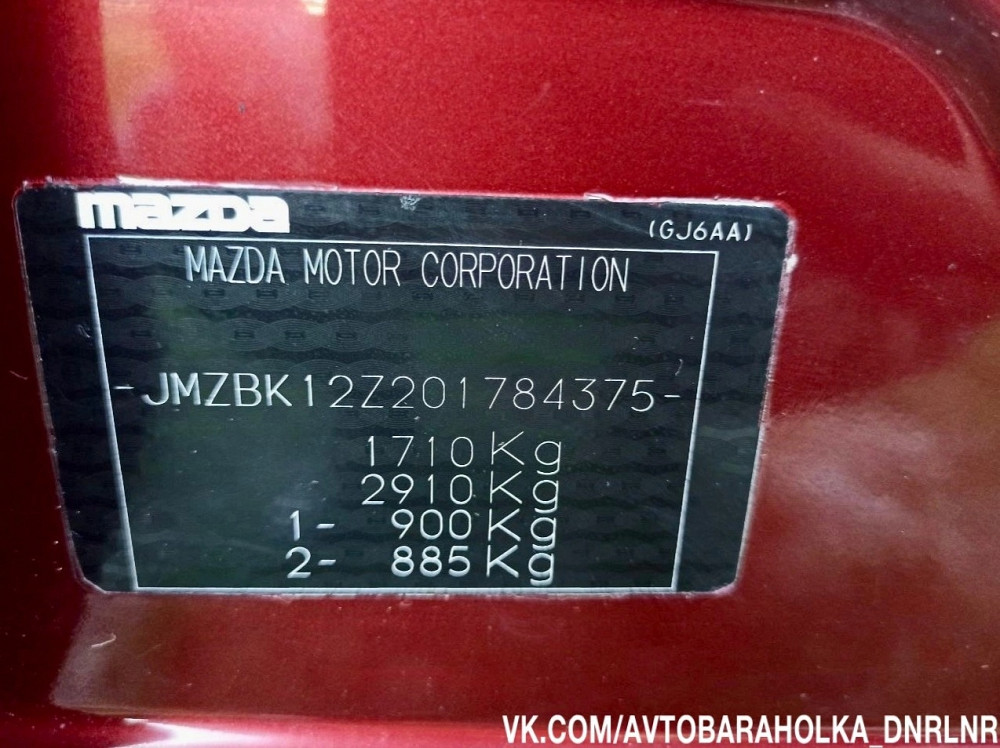 mazda
(GJ6AA)
MAZDA MOTOR CORPORATION
-JMZBK12Z201784375-
1710Kg
2910Kg
1- 900Kg
2- 885Kg
VK.COM/AVTOBARAHOLKA_DNRLNR